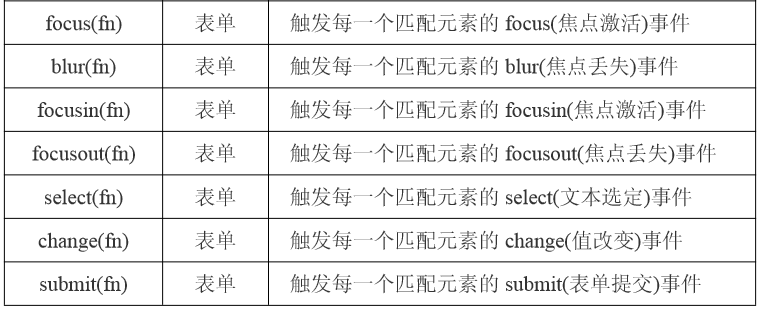 focus(fn) 表单 触发每一个匹配元素的 focus(焦点激活)事件
blur(fn) 表单 触发每一个匹配元素的 blur(焦点丢失)事件
focusin(fn) 表单 触发每一个匹配元素的 focusin(焦点激活)事件
focusout(fn) 表单 触发每一个匹配元素的 focusout(焦点丢失)事件
select(fn) 表单 触发每一个匹配元素的 select(文本选定)事件
change(fn) 表单 触发每一个匹配元素的 change(值改变)事件
submit(fn) 表单 触发每一个匹配元素的 submit(表单提交)事件